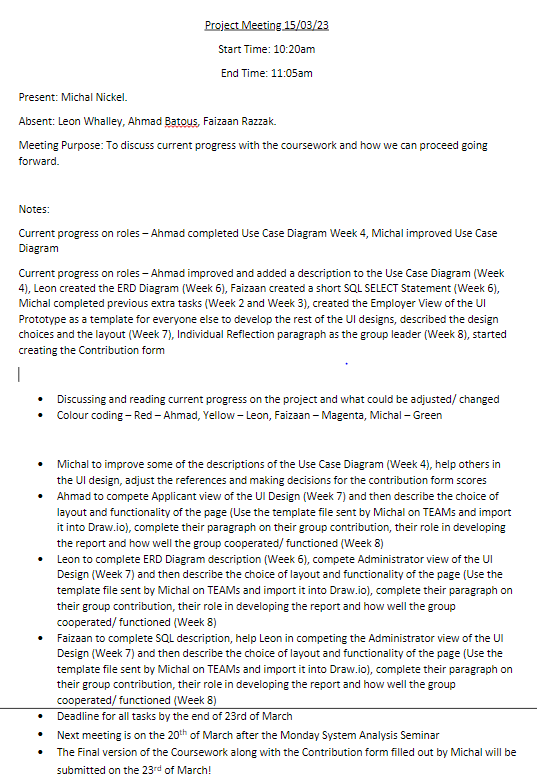 Project Meeting 15/03/23
Start Time: 10:20am
End Time: 11:05am
Present: Michal Nickel.
Absent: Leon Whalley, Ahmad Batous, Faizaan Razzak.
Meeting Purpose: To discuss current progress with the coursework and how we can proceed going
forward.
Notes:
Current progress on roles – Ahmad completed Use Case Diagram Week 4, Michal improved Use Case
Diagram
Current progress on roles – Ahmad improved and added a description to the Use Case Diagram (Week
4), Leon created the ERD Diagram (Week 6), Faizaan created a short SQL SELECT Statement (Week 6),
Michal completed previous extra tasks (Week 2 and Week 3), created the Employer View of the UI
Prototype as a template for everyone else to develop the rest of the UI designs, described the design
choices and the layout (Week 7), Individual Reflection paragraph as the group leader (Week 8), started
creating the Contribution form
• Discussing and reading current progress on the project and what could be adjusted/ changed
• Colour coding – Red – Ahmad, Yellow – Leon, Faizaan – Magenta, Michal – Green
• Michal to improve some of the descriptions of the Use Case Diagram (Week 4), help others in
the UI design, adjust the references and making decisions for the contribution form scores
• Ahmad to compete Applicant view of the UI Design (Week 7) and then describe the choice of
layout and functionality of the page (Use the template file sent by Michal on TEAMs and import
it into Draw.io), complete their paragraph on their group contribution, their role in developing
the report and how well the group cooperated/ functioned (Week 8)
• Leon to complete ERD Diagram description (Week 6), compete Administrator view of the UI
Design (Week 7) and then describe the choice of layout and functionality of the page (Use the
template file sent by Michal on TEAMs and import it into Draw.io), complete their paragraph on
their group contribution, their role in developing the report and how well the group
cooperated/ functioned (Week 8)
• Faizaan to complete SQL description, help Leon in competing the Administrator view of the UI
Design (Week 7) and then describe the choice of layout and functionality of the page (Use the
template file sent by Michal on TEAMs and import it into Draw.io), complete their paragraph on
their group contribution, their role in developing the report and how well the group
cooperated/ functioned (Week 8)
• Deadline for all tasks by the end of 23rd of March
• Next meeting is on the 20th of March after the Monday System Analysis Seminar
• The Final version of the Coursework along with the Contribution form filled out by Michal will be
submitted on the 23rd of March!